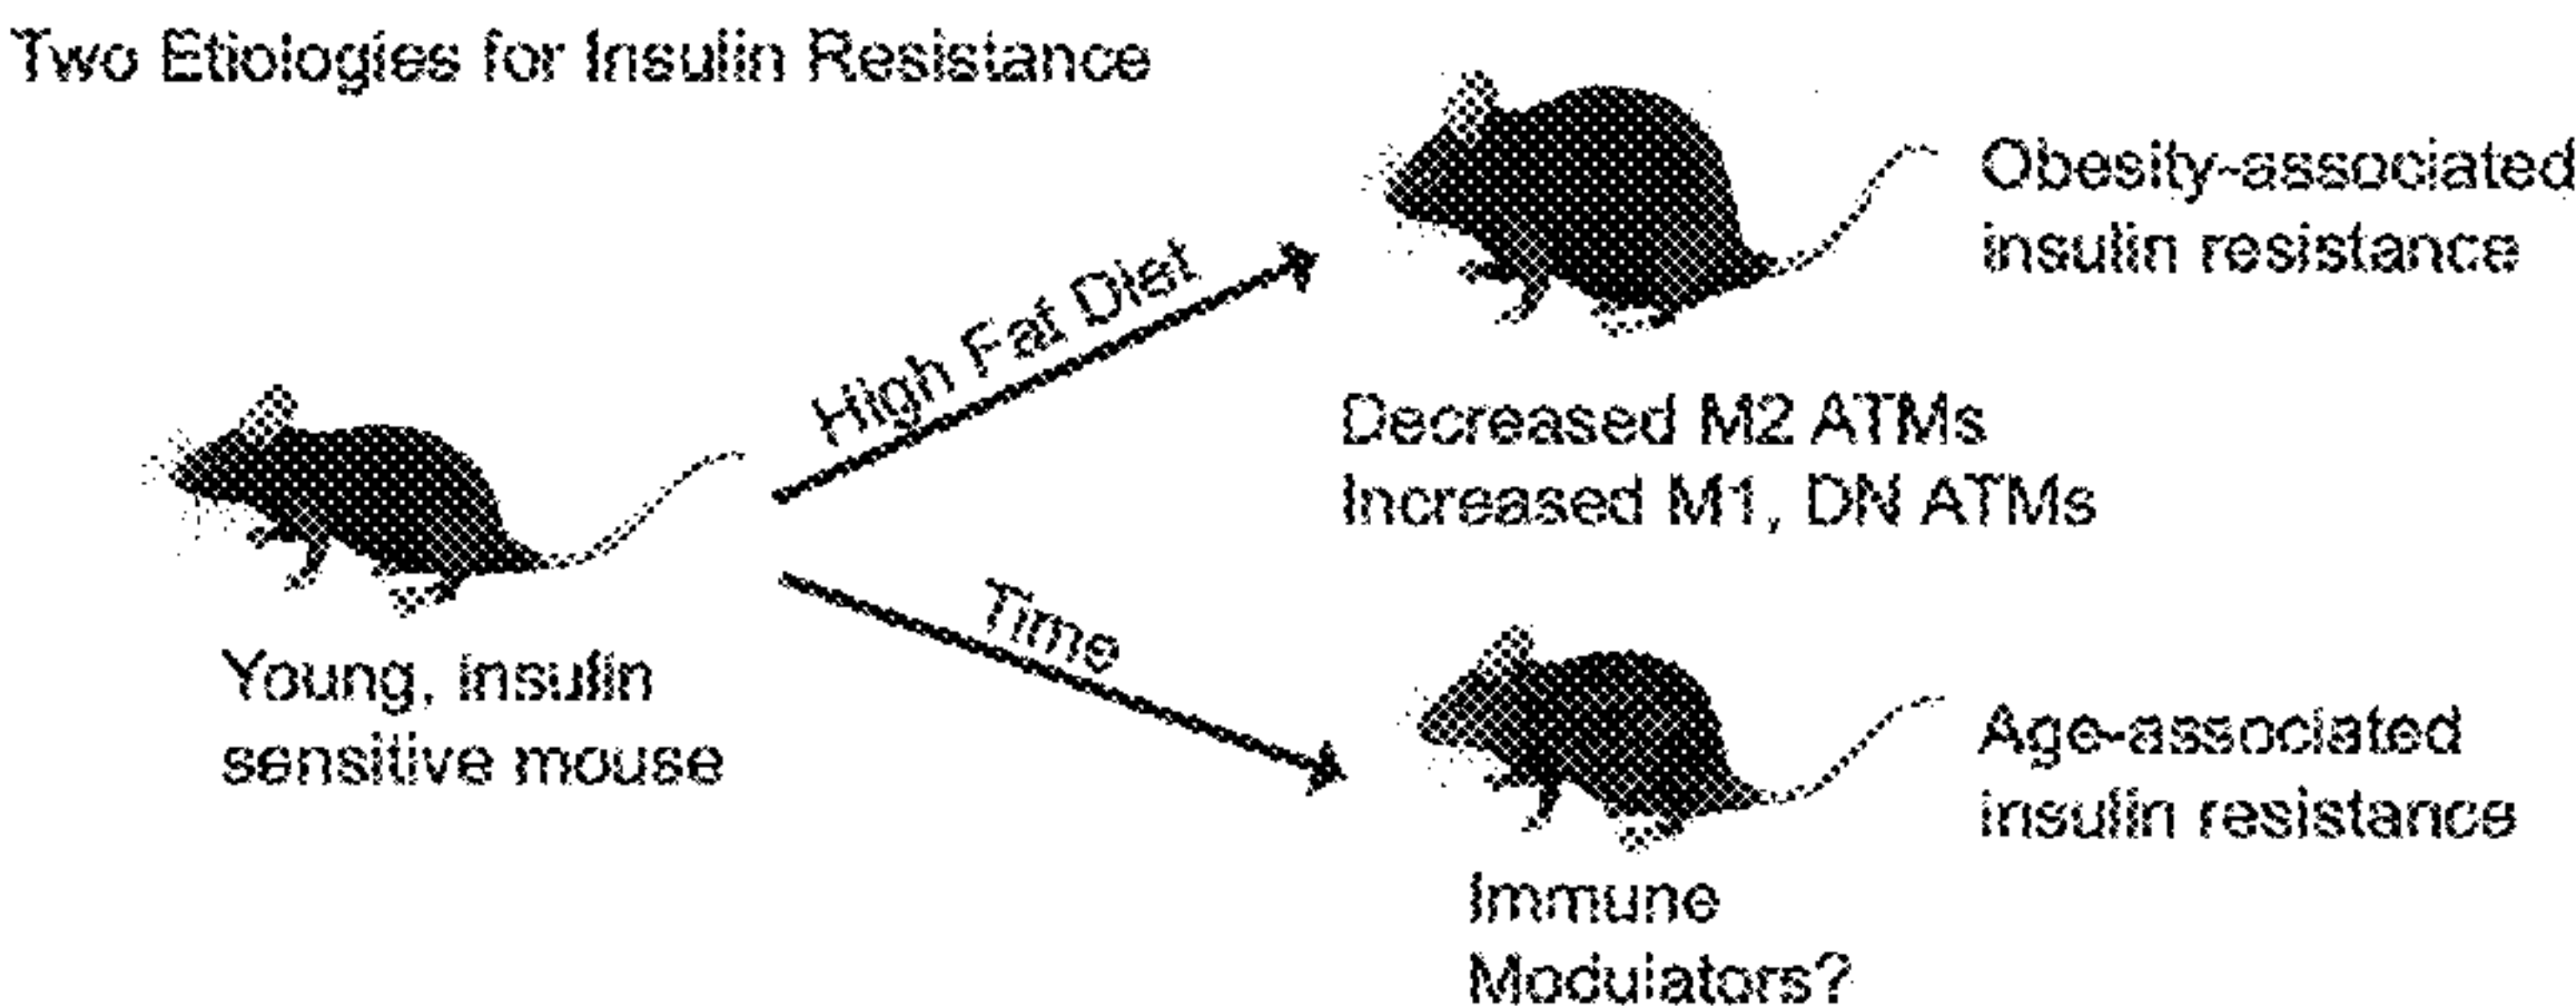 Two Etiologies for Insulin Resistance
Obesity-associated
insulin resistance
High Fat Diet
Decreased M2 ATMs
Increased M1, DN ATMs
Young, insulin
sensitive mouse
Time
Age-associated
insulin resistance
Immune
Modulators?